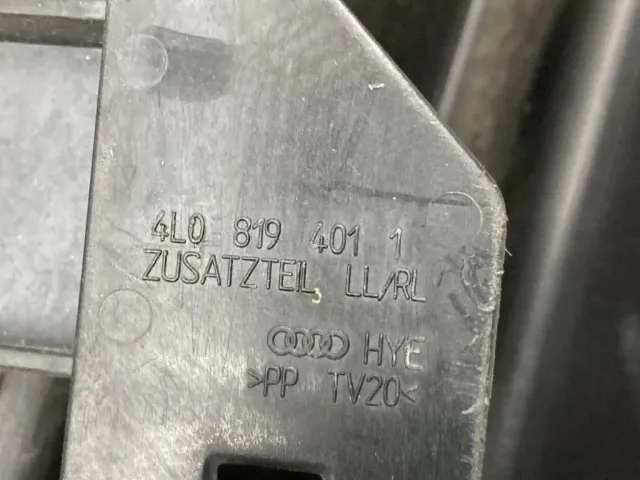 4L0 819 401 1
ZUSATZTEIL LL/RL
HYE
>PP TV20<